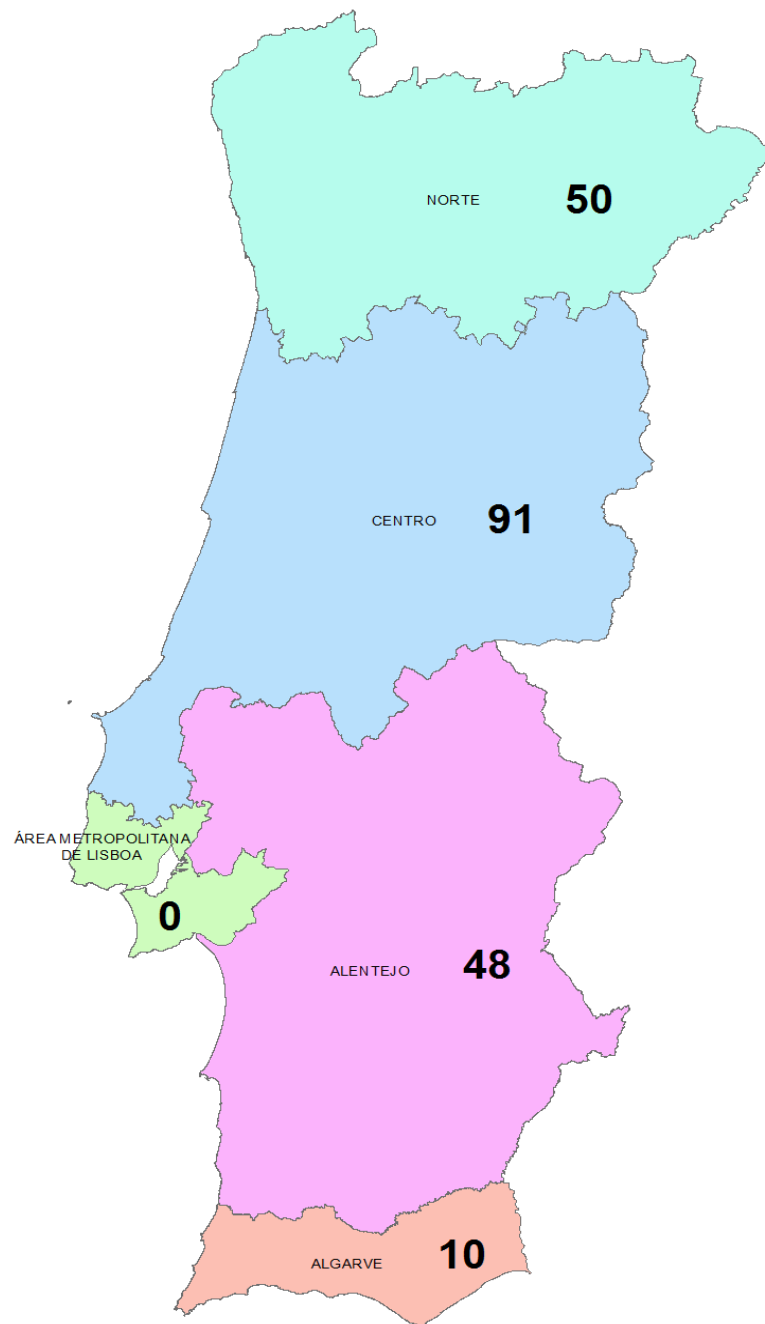 NORTE 50
CENTRO 91
ÁREA METROPOLITANA
DE LISBOA
0
ALENTEJO 48
ALGARVE 10